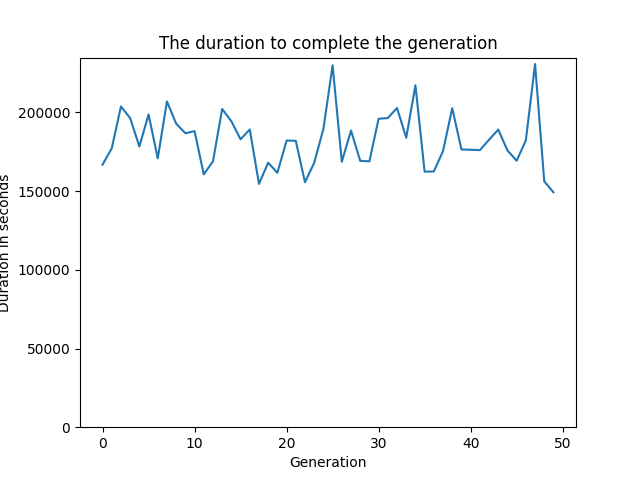 The duration to complete the generation
Duration in seconds
200000
150000
100000
50000
0
0 10 20 30 40 50
Generation